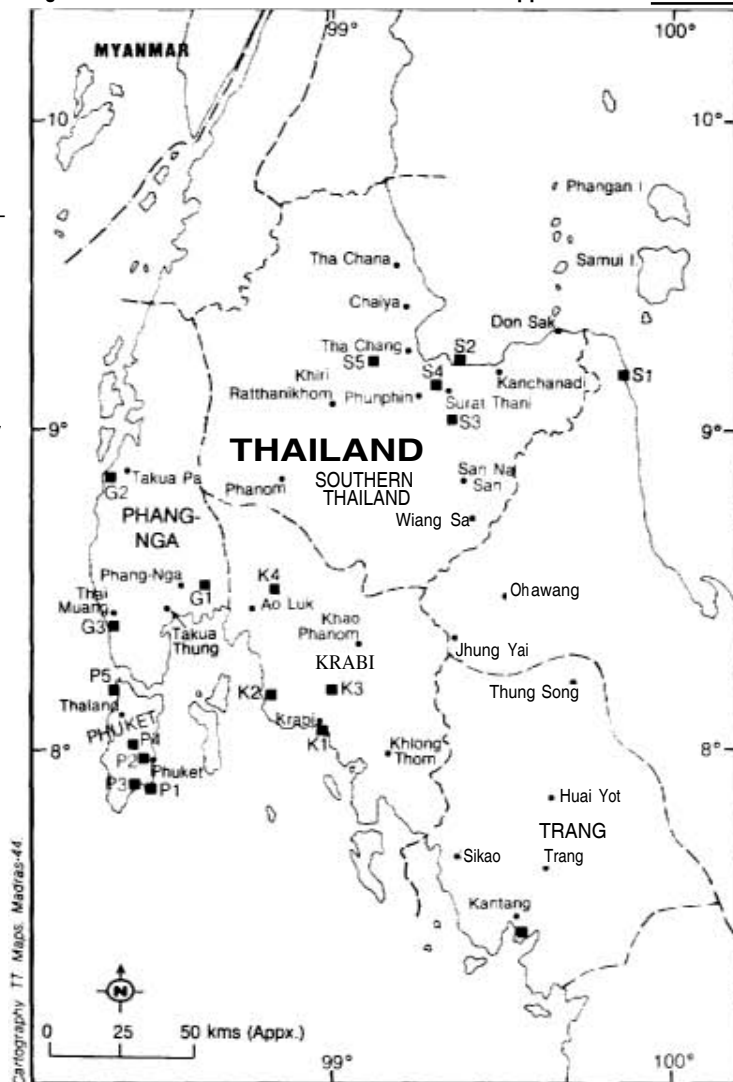 99° 100°
MYANMAR
10 10°
Phangan I
Samui I.
Tha Chana
Chaiya
Don Sak
Tha Chang S2
S5 S4 S1
Khiri Kanchanadi
Ratthanikhom Phunphin Surat Thani
9° S3 9°
THAILAND
SOUTHERN
THAILAND
San Na
San
Takua Pa Phanom
G2 Wiang Sa
PHANG-
NGA
Phang-Nga K4
Thai G1 Ohawang
Muang Ao Luk
G3 Takua Khao
Thung Phanom
KRABI Jhung Yai
P5 K2 K3 Thung Song
Thaland
PHUKET Krabi
P4 K1
8° Khlong 8°
P2 Phuket Thom
P3 P1 Huai Yot
TRANG
Sikao Trang
Kantang
N
0 25 50 kms (Appx.)
99° 100°
Cartography TT Maps. Madras-44.